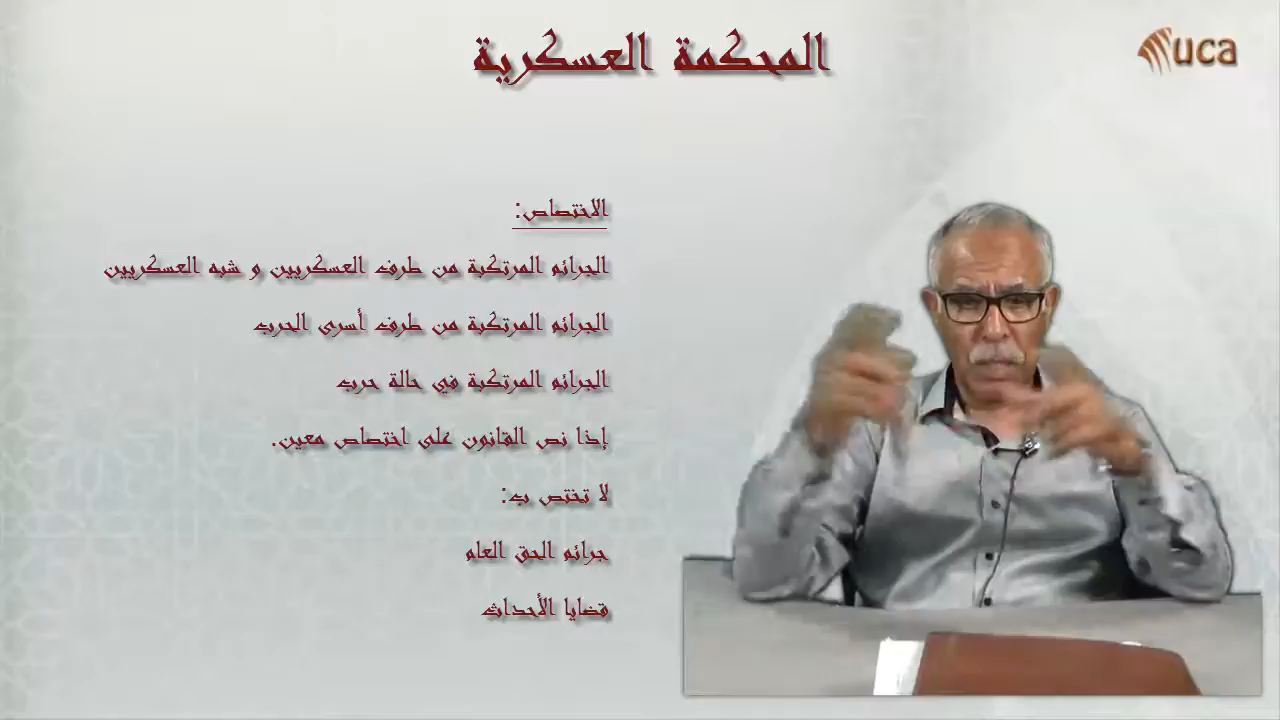 المحكمة العسكرية
uca
الاختصاص:
الجرائم المرتكبة من طرف العسكريين و شبه العسكريين
الجرائم المرتكبة من طرف أسرى الحرب
الجرائم المرتكبة في حالة حرب
إذا نص القانون على اختصاص معين.
لا تختص ب:
جرائم الحق العام
قضايا الأحداث